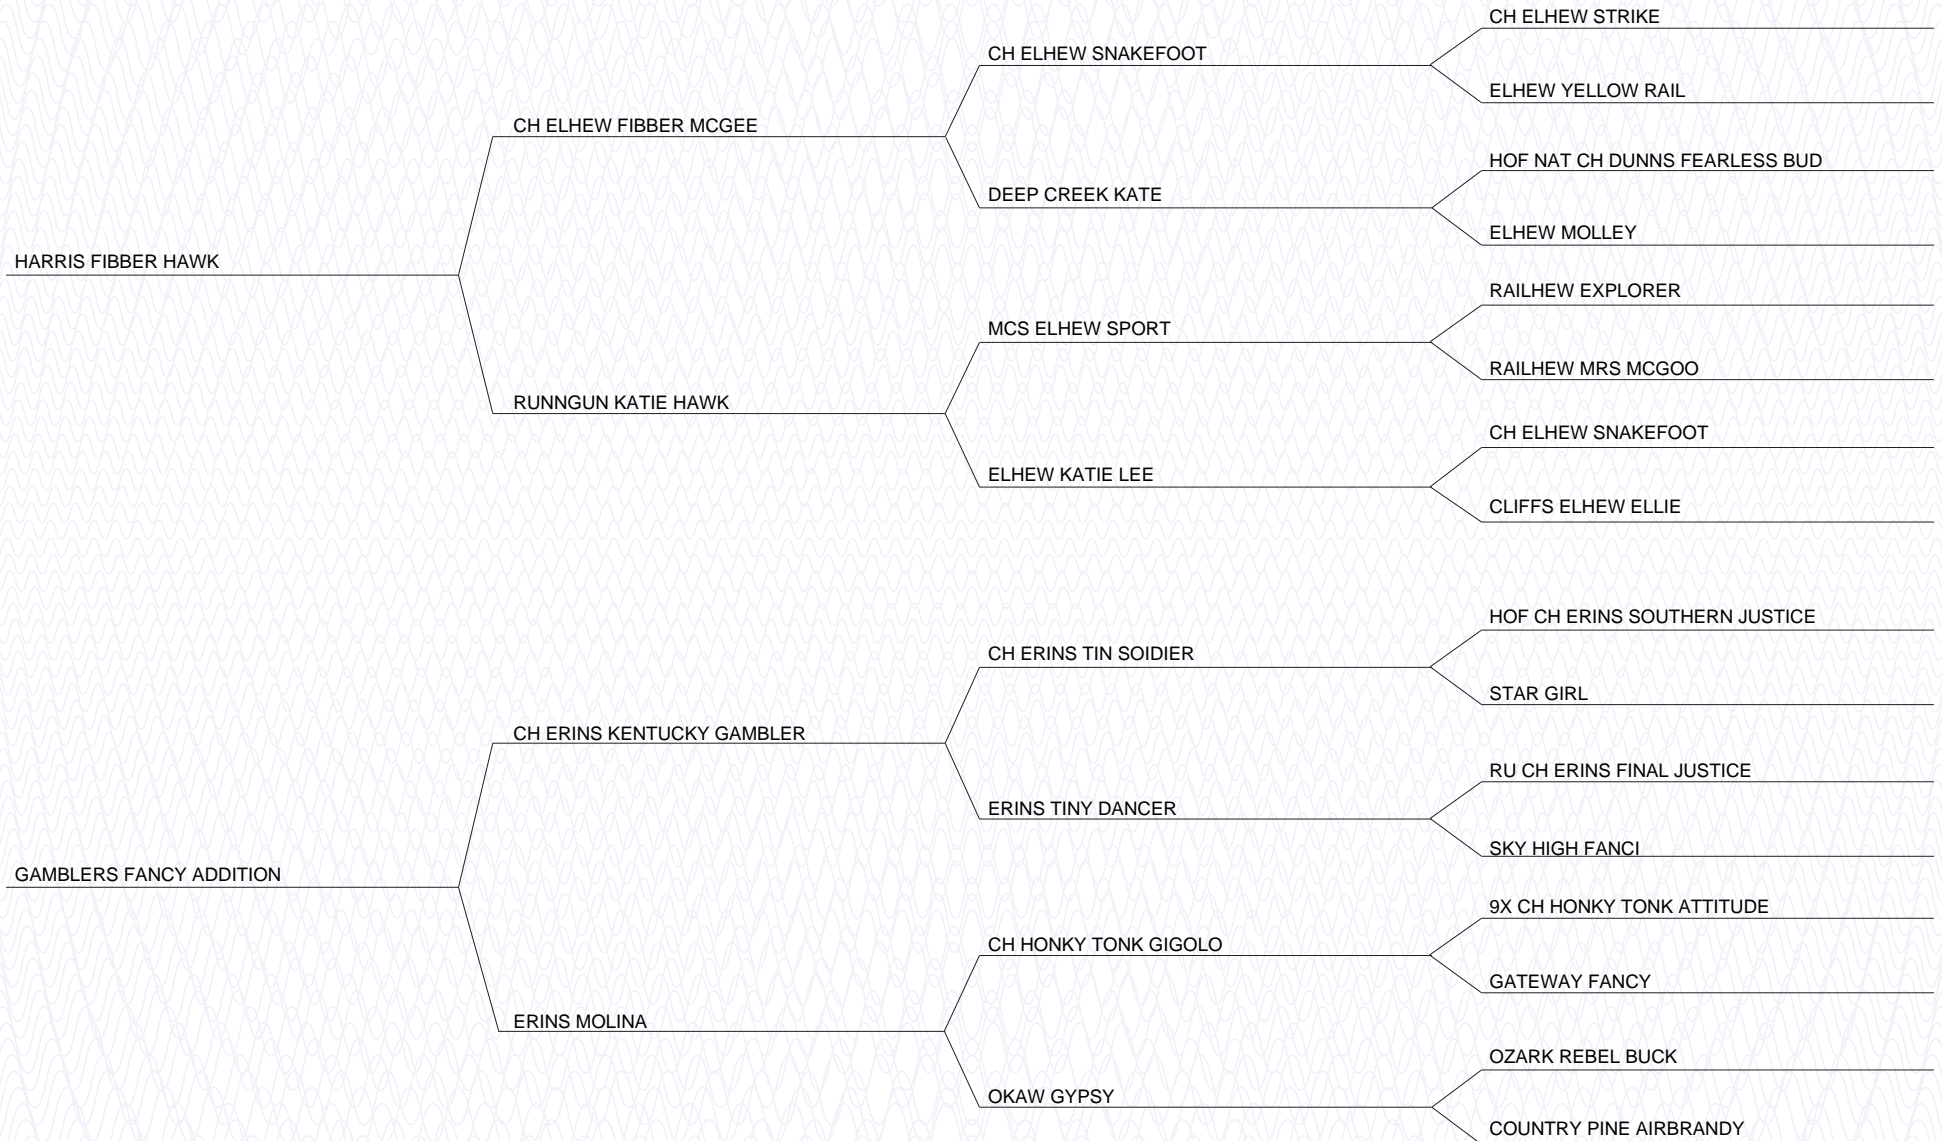 CH ELHEW STRIKE
CH ELHEW SNAKEFOOT
ELHEW YELLOW RAIL
CH ELHEW FIBBER MCGEE
HOF NAT CH DUNNS FEARLESS BUD
DEEP CREEK KATE
ELHEW MOLLEY
HARRIS FIBBER HAWK
RAILHEW EXPLORER
MCS ELHEW SPORT
RAILHEW MRS MCGOO
RUNNGUN KATIE HAWK
CH ELHEW SNAKEFOOT
ELHEW KATIE LEE
CLIFFS ELHEW ELLIE
HOF CH ERINS SOUTHERN JUSTICE
CH ERINS TIN SOIDIER
STAR GIRL
CH ERINS KENTUCKY GAMBLER
RU CH ERINS FINAL JUSTICE
ERINS TINY DANCER
SKY HIGH FANCI
GAMBLERS FANCY ADDITION
9X CH HONKY TONK ATTITUDE
CH HONKY TONK GIGOLO
GATEWAY FANCY
ERINS MOLINA
OZARK REBEL BUCK
OKAW GYPSY
COUNTRY PINE AIRBRANDY